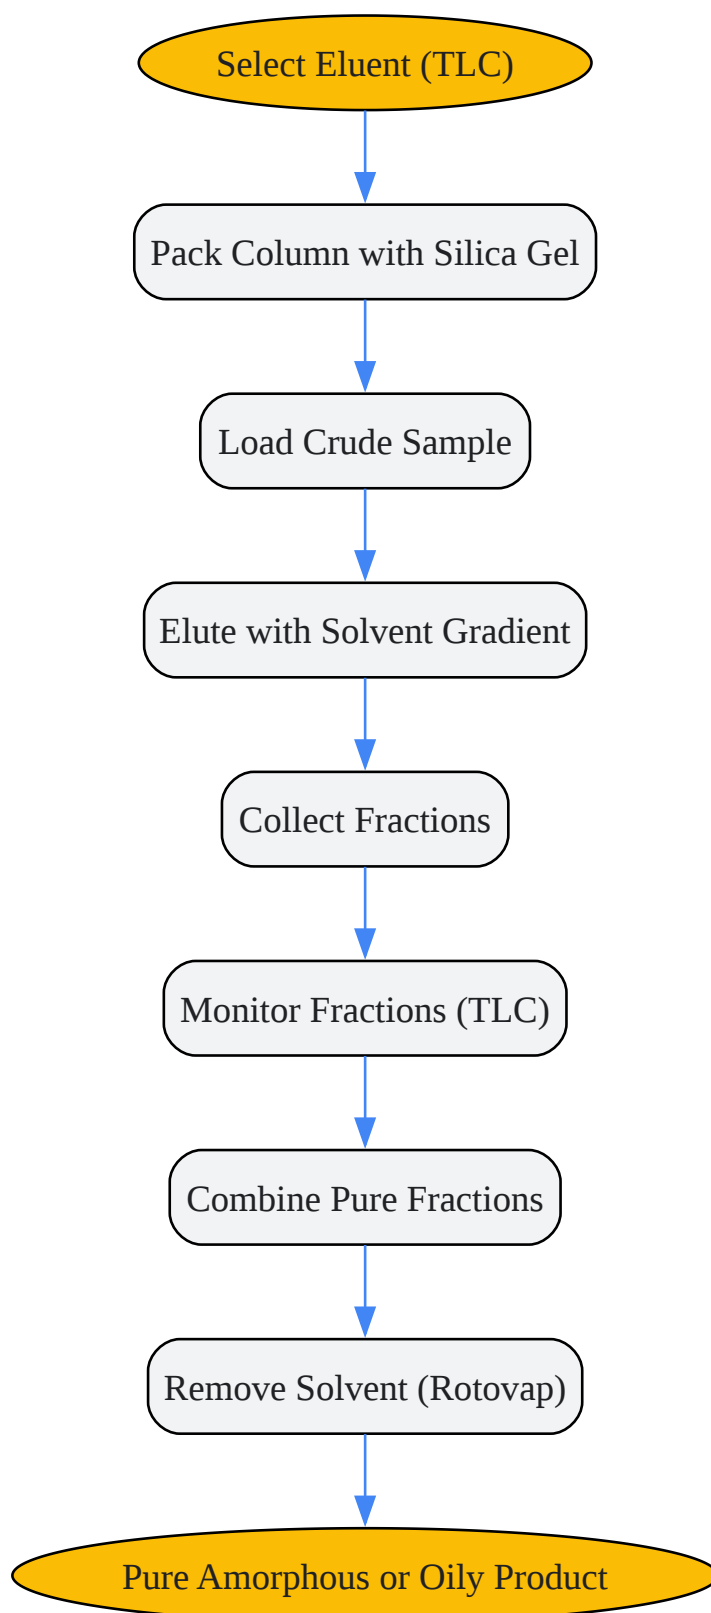 Select Eluent (TLC)
Pack Column with Silica Gel
Load Crude Sample
Elute with Solvent Gradient
Collect Fractions
Monitor Fractions (TLC)
Combine Pure Fractions
Remove Solvent (Rotovap)
Pure Amorphous or Oily Product